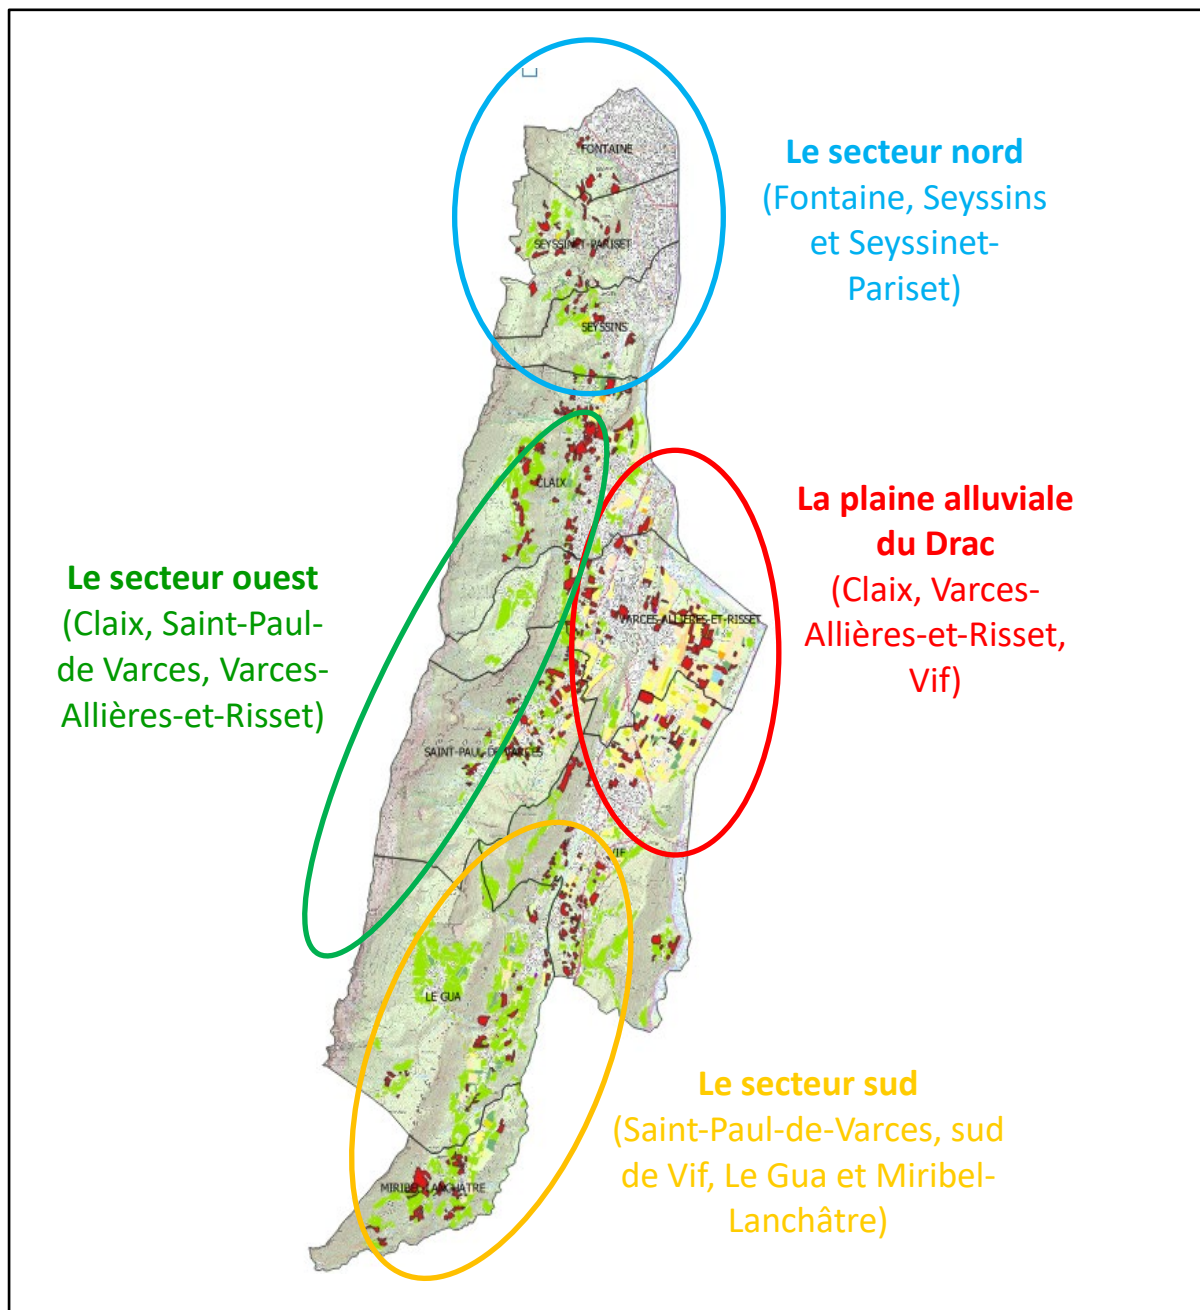 FONTAINE
Le secteur nord
(Fontaine, Seyssins
et Seyssinet-
Pariset)
SEYSSINET-PARISET
SEYSSINS
CLAIX
La plaine alluviale
du Drac
(Claix, Varces-
Allières-et-Risset,
Vif)
Le secteur ouest
(Claix, Saint-Paul-
de Varces, Varces-
Allières-et-Risset)
VARCES-ALLIERES-ET-RISSET
SAINT-PAUL-DE-VARCES
VIF
LE GUA
Le secteur sud
(Saint-Paul-de-Varces, sud
de Vif, Le Gua et Miribel-
Lanchâtre)
MIRIBEL-LANCHATRE